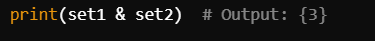 print(set1 & set2)  # Output: {3}